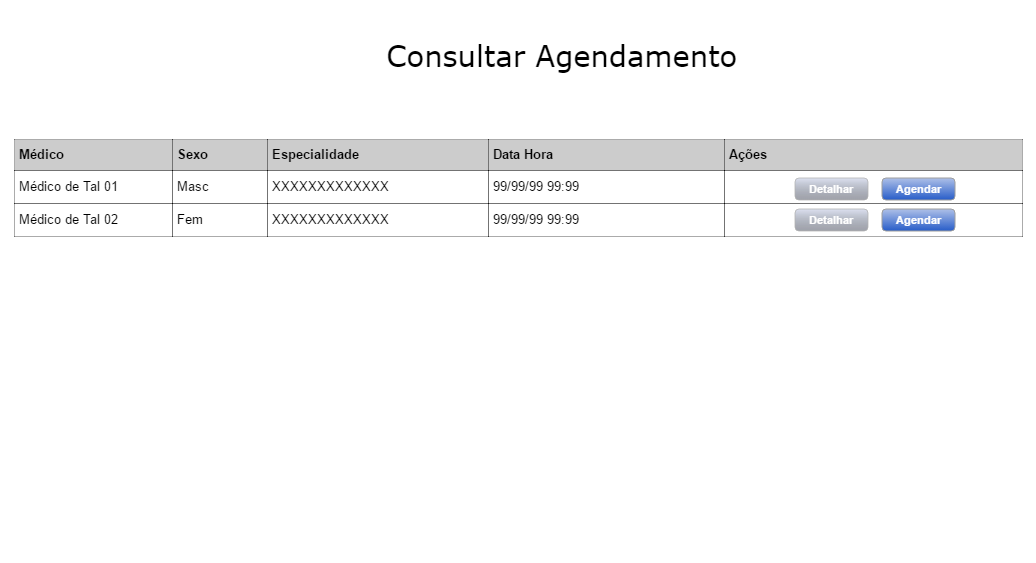 Consultar Agendamento
Médico Sexo Especialidade Data Hora Ações
Médico de Tal 01 Masc XXXXXXXXXXXXX 99/99/99 99:99 Detalhar Agendar
Médico de Tal 02 Fem XXXXXXXXXXXXX 99/99/99 99:99 Detalhar Agendar